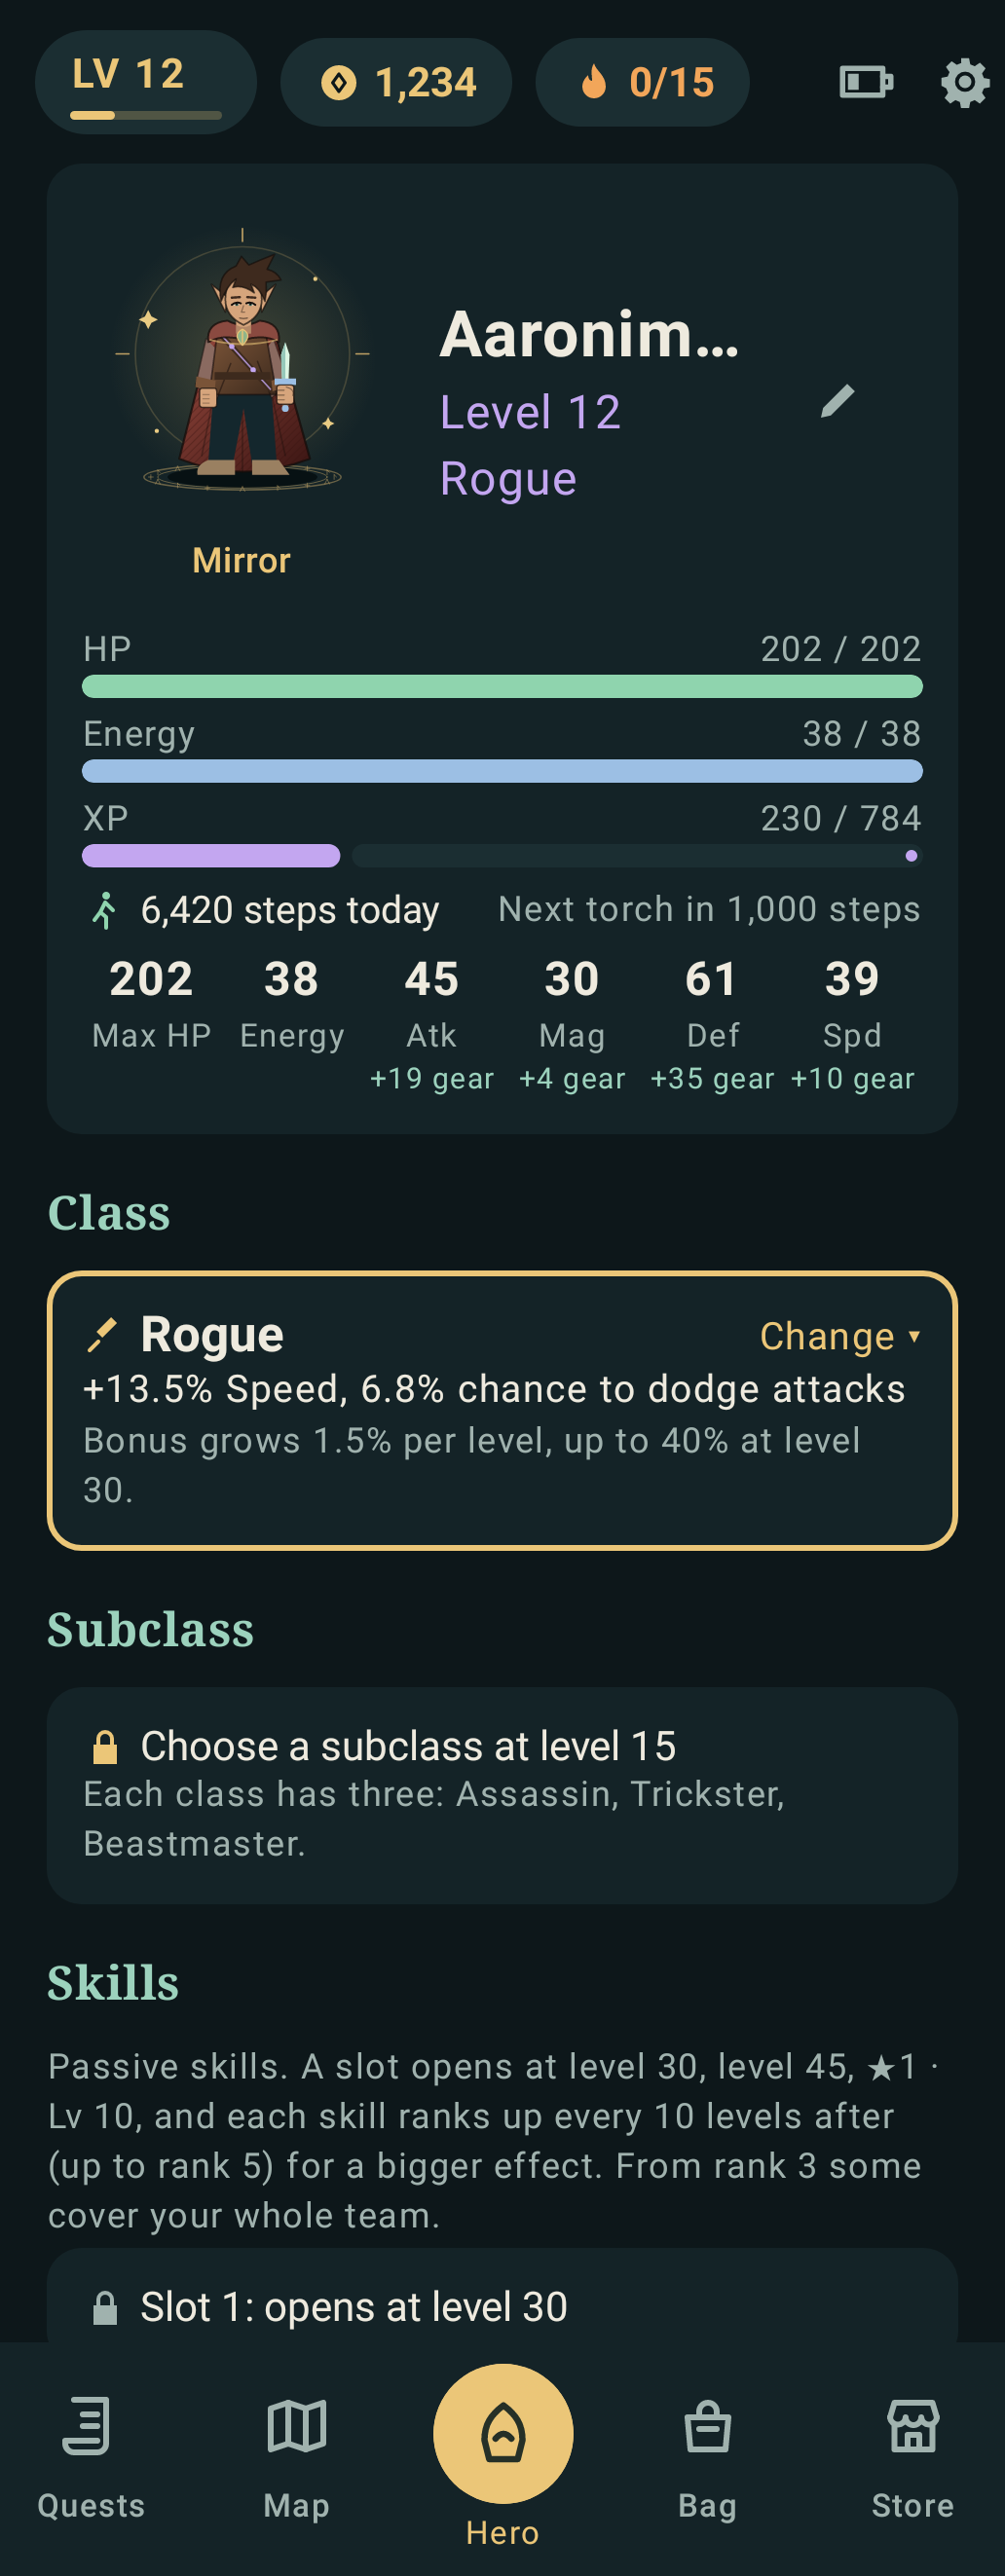 LV 12
1,234
0/15
Aaronim…
Level 12
Rogue
Mirror
HP 202 / 202
Energy 38 / 38
XP 230 / 784
6,420 steps today Next torch in 1,000 steps
202 38 45 30 61 39
Max HP Energy Atk Mag Def Spd
+19 gear +4 gear +35 gear +10 gear
Class
Rogue Change ▾
+13.5% Speed, 6.8% chance to dodge attacks
Bonus grows 1.5% per level, up to 40% at level
30.
Subclass
Choose a subclass at level 15
Each class has three: Assassin, Trickster,
Beastmaster.
Skills
Passive skills. A slot opens at level 30, level 45, ★1 ·
Lv 10, and each skill ranks up every 10 levels after
(up to rank 5) for a bigger effect. From rank 3 some
cover your whole team.
Slot 1: opens at level 30
Quests Map Hero Bag Store